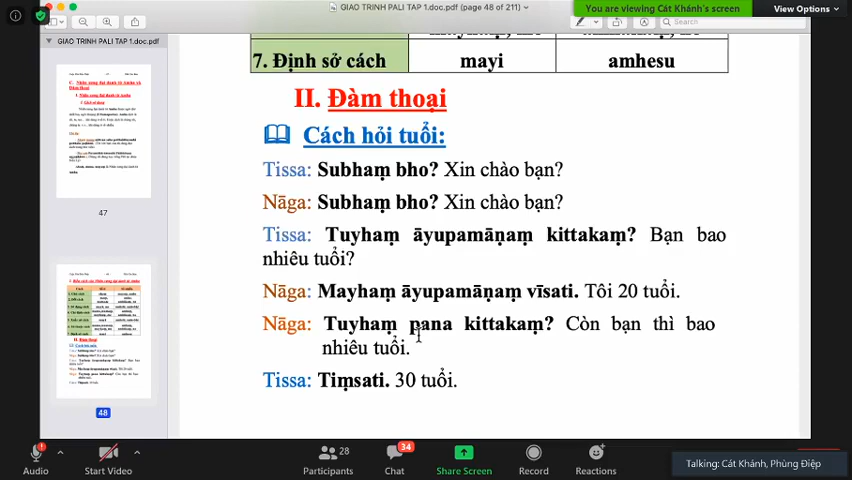 GIAO TRINH PALI TAP 1.doc.pdf (page 48 of 211)
You are viewing Cát Khánh's screen
View Options
Search
GIAO TRINH PALI TAP 1.doc.pdf
7. Định sở cách mayi amhesu
II. Đàm thoại
Cách hỏi tuổi:
Tissa: Subhaṃ bho? Xin chào bạn?
Nāga: Subhaṃ bho? Xin chào bạn?
Tissa: Tuyhaṃ āyupamāṇaṃ kittakaṃ? Bạn bao
nhiêu tuổi?
Nāga: Mayhaṃ āyupamāṇaṃ vīsati. Tôi 20 tuổi.
Nāga: Tuyhaṃ pana kittakaṃ? Còn bạn thì bao
nhiêu tuổi.
Tissa: Tiṃsati. 30 tuổi.
47
48
28
34
Audio
Start Video
Participants
Chat
Share Screen
Record
Reactions
Talking: Cát Khánh, Phùng Điệp